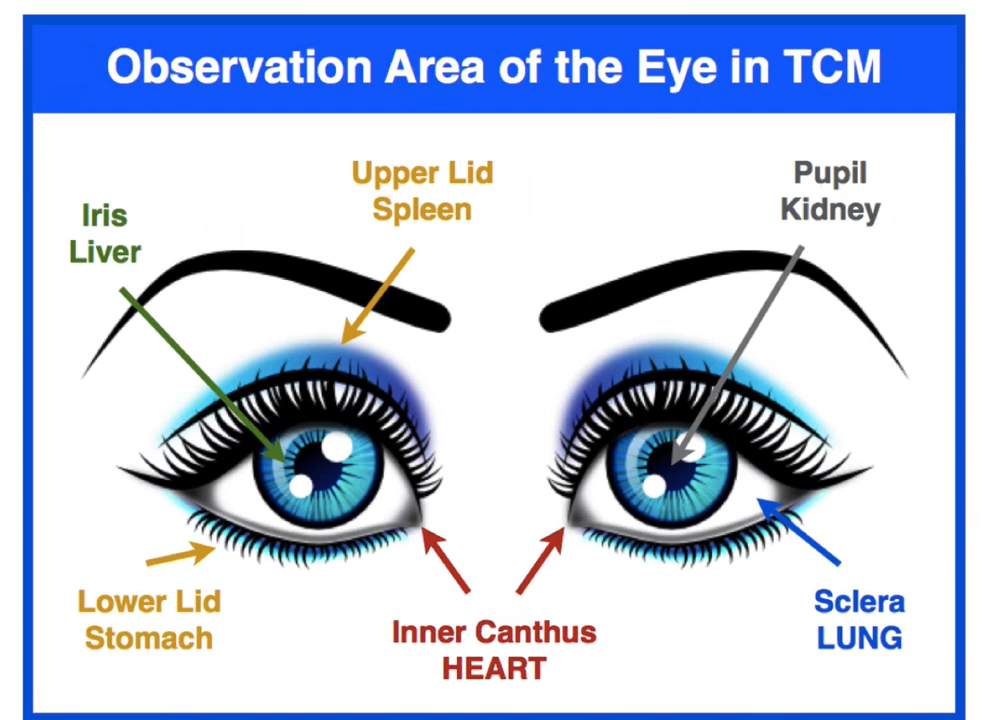 Observation Area of the Eye in TCM
Upper Lid
Spleen
Pupil
Kidney
Iris
Liver
Lower Lid
Stomach
Inner Canthus
HEART
Sclera
LUNG